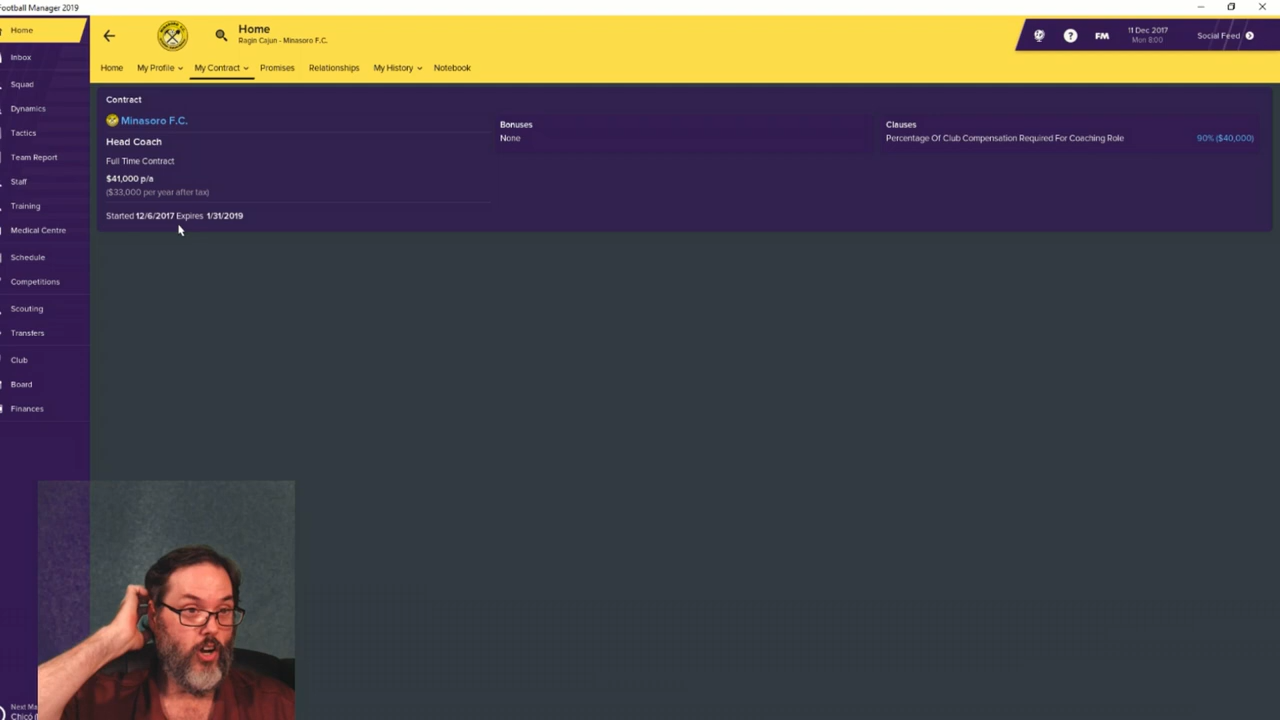 Football Manager 2019
Home
Inbox
Squad
Dynamics
Tactics
Team Report
Staff
Training
Medical Centre
Schedule
Competitions
Scouting
Transfers
Club
Board
Finances
Next Ma
Chico
Home
Ragin Cajun - Minasoro F.C.
FM
11 Dec 2017
Mon 8:00
Social Feed
Home
My Profile
My Contract
Promises
Relationships
My History
Notebook
Contract
Minasoro F.C.
Head Coach
Full Time Contract
$41,000 p/a
($33,000 per year after tax)
Started 12/6/2017 Expires 1/31/2019
Bonuses
None
Clauses
Percentage Of Club Compensation Required For Coaching Role 90% ($40,000)